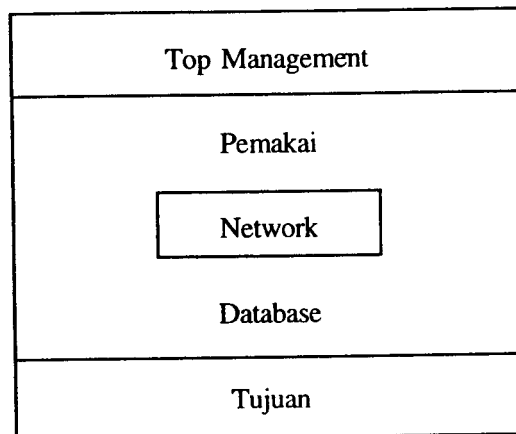 Top Management
Pemakai
Network
Database
Tujuan